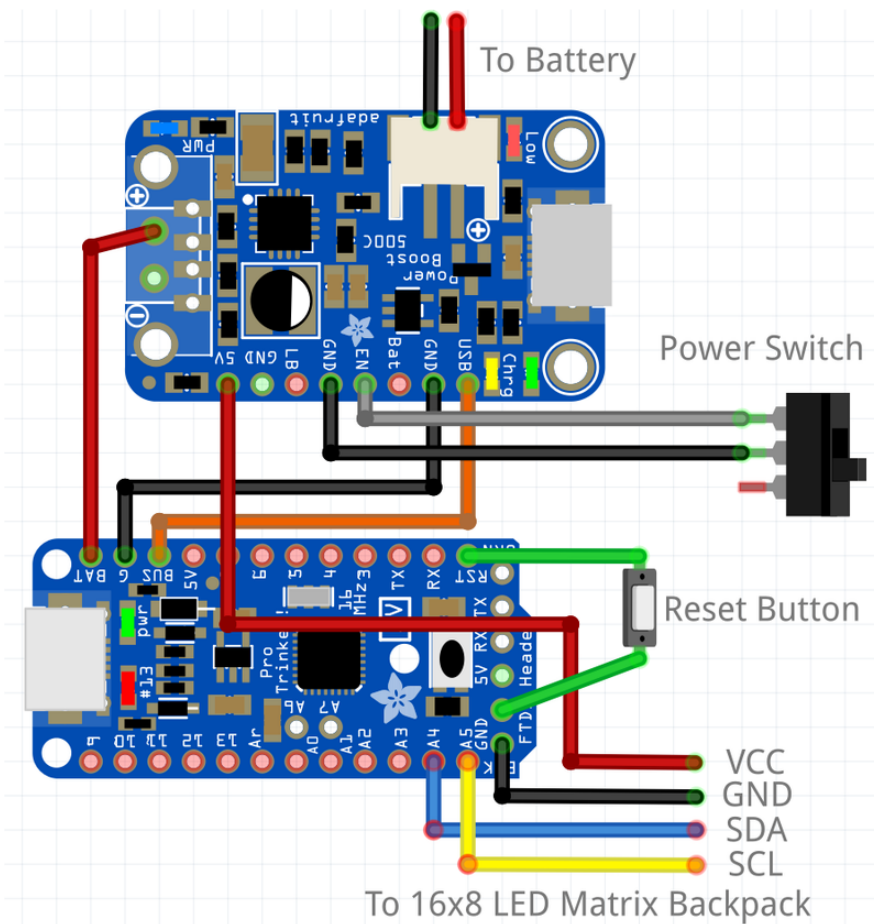 To Battery
adafruit
PWR
Low
500C
Boost
Power
5V
GND
LB
GND
EN
Bat
GND
USB
Chrg
Power Switch
BAT
G
BUS
5V
6
5
4
3
TX
RX
RST
16
MHz
5V
pwr
#13
Pro
Trinket
TX
RX
5V
GND
FTDI
Header
Reset Button
A6
A7
9
10
11
12
13
Ar
A0
A1
A2
A3
A4
A5
VCC
GND
SDA
SCL
To 16x8 LED Matrix Backpack